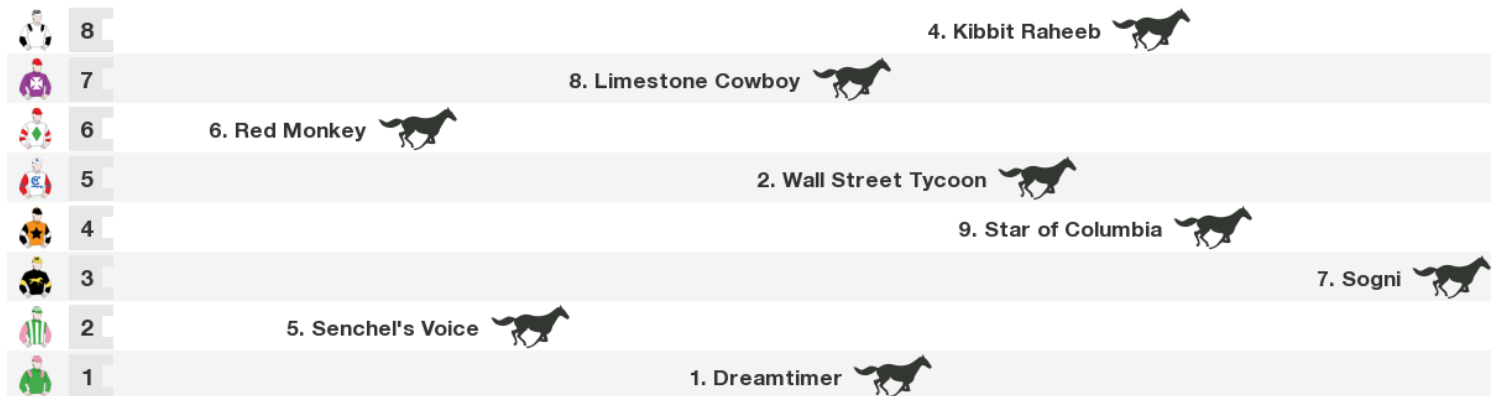 8 4. Kibbit Raheeb
7 8. Limestone Cowboy
6 6. Red Monkey
5 2. Wall Street Tycoon
4 9. Star of Columbia
3 7. Sogni
2 5. Senchel's Voice
1 1. Dreamtimer